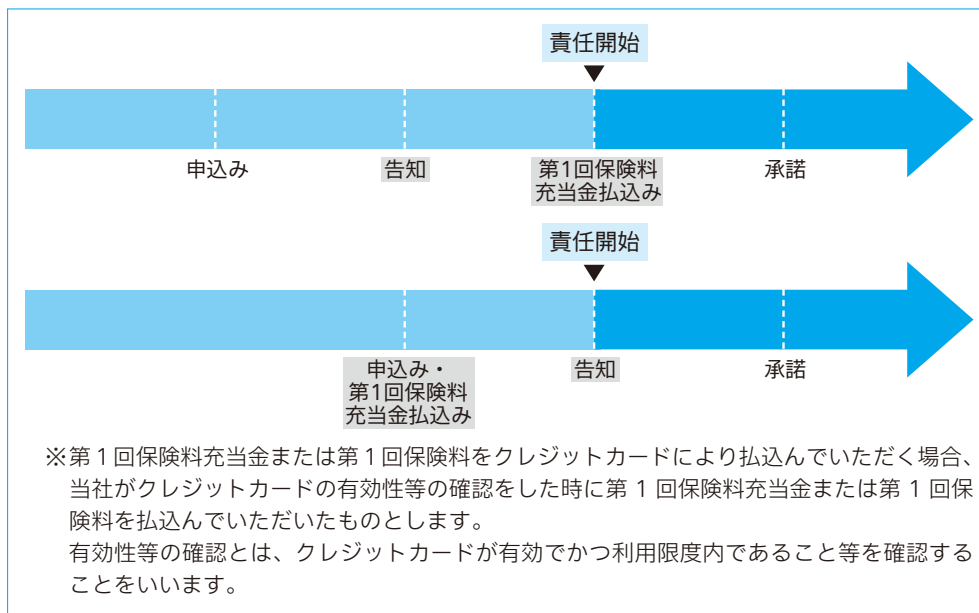 責任開始
申込み
告知
第1回保険料
充当金払込み
承諾
責任開始
申込み・
第1回保険料
充当金払込み
告知
承諾
※第1回保険料充当金または第1回保険料をクレジットカードにより払込んでいただく場合、
当社がクレジットカードの有効性等の確認をした時に第 1 回保険料充当金または第 1 回保
険料を払込んでいただいたものとします。
有効性等の確認とは、クレジットカードが有効でかつ利用限度内であること等を確認する
ことをいいます。